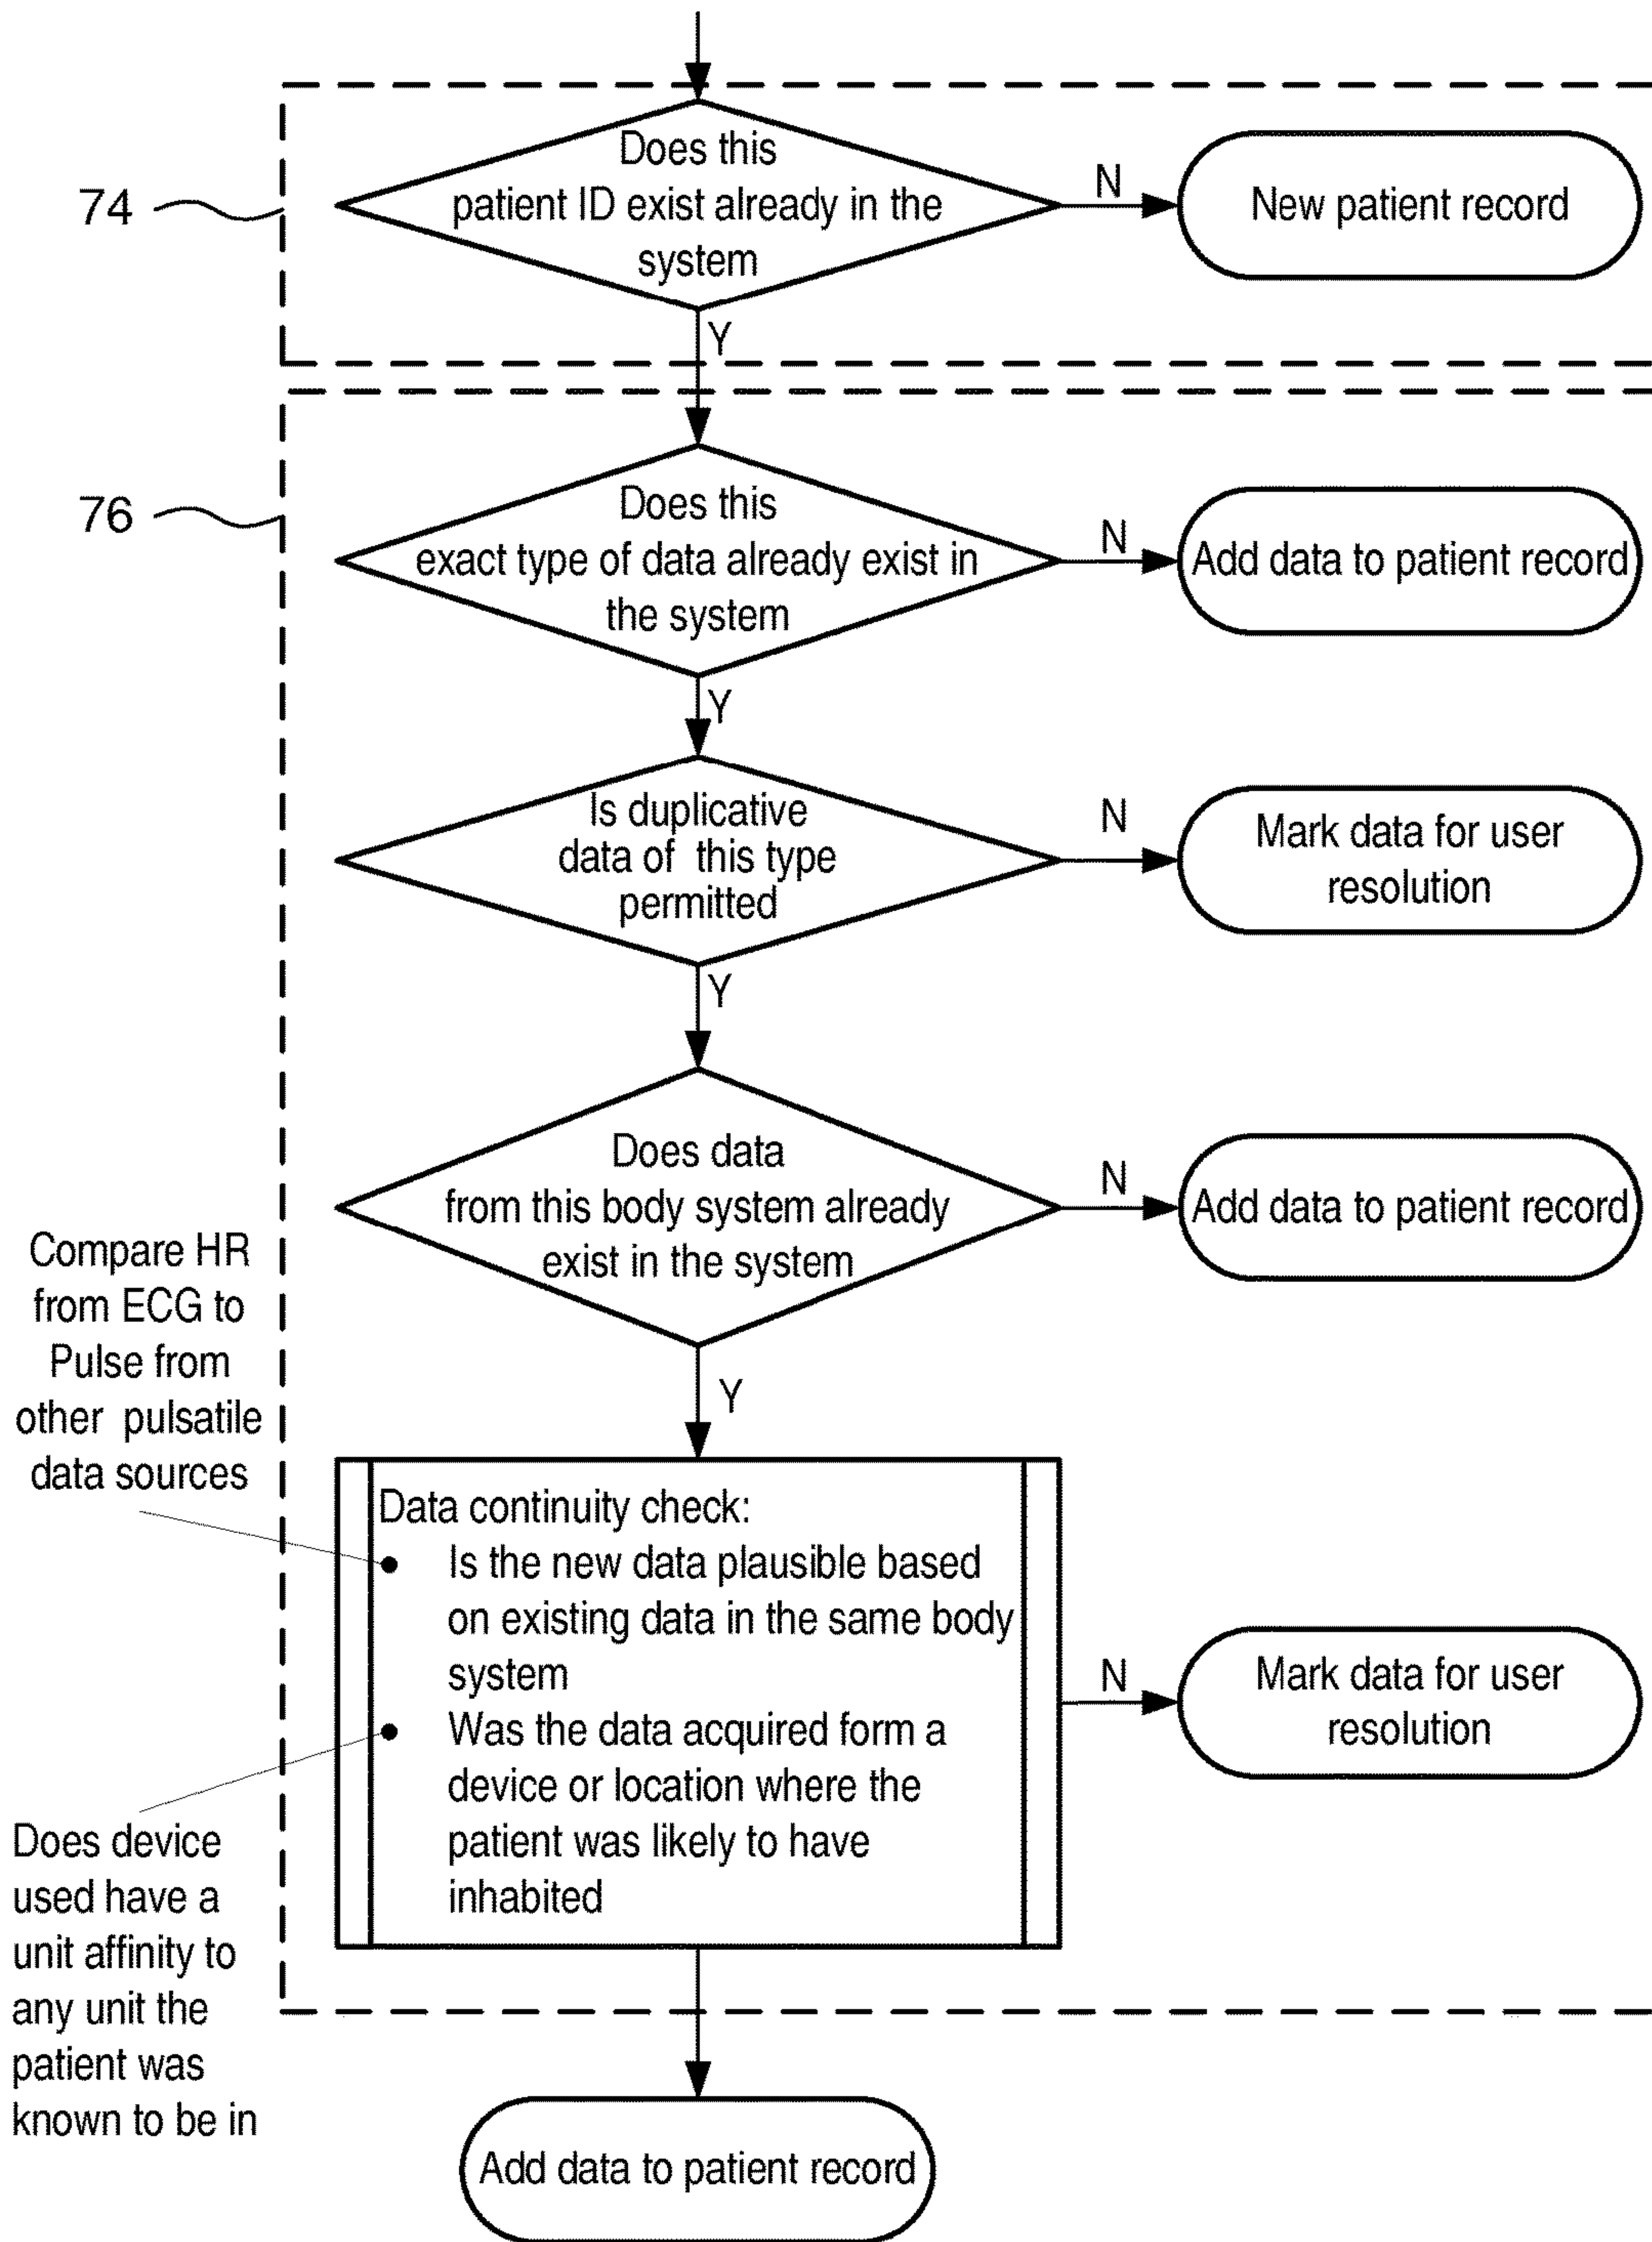 Does this
patient ID exist already in the
system
N
New patient record
74
Y
76
Does this
exact type of data already exist in
the system
N
Add data to patient record
Y
Is duplicative
data of  this type
permitted
N
Mark data for user
resolution
Y
Does data
from this body system already
exist in the system
N
Add data to patient record
Y
Compare HR
from ECG to
Pulse from
other  pulsatile
data sources
Data continuity check:
• Is the new data plausible based
on existing data in the same body
system
• Was the data acquired form a
device or location where the
patient was likely to have
inhabited
N
Mark data for user
resolution
Does device
used have a
unit affinity to
any unit the
patient was
known to be in
Add data to patient record